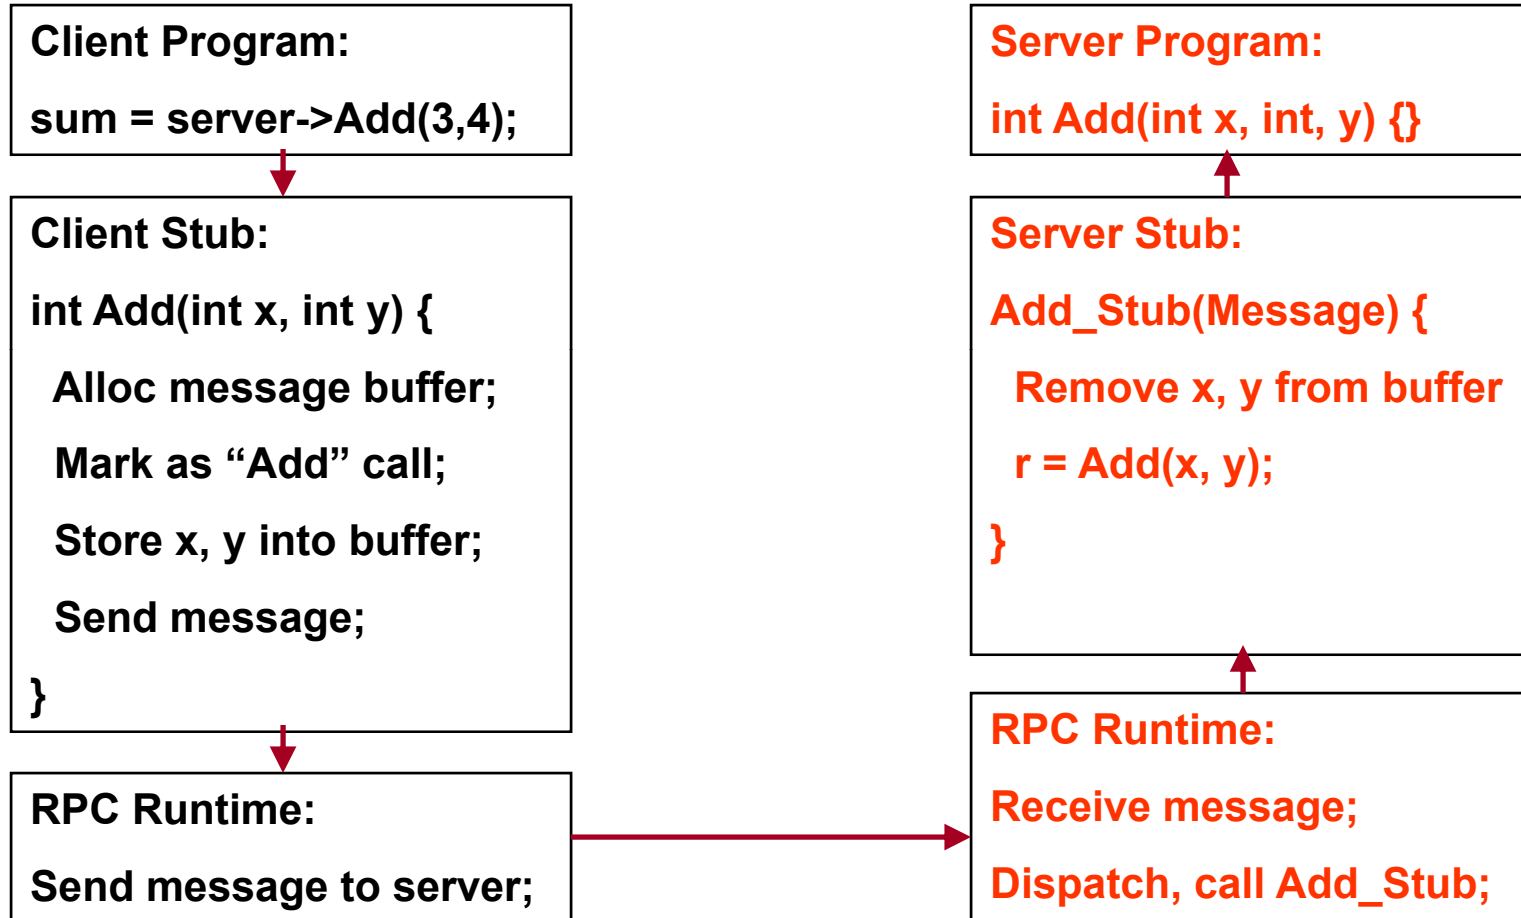 Client Program:
sum = server->Add(3,4);
Client Stub:
int Add(int x, int y) {
Alloc message buffer;
Mark as “Add” call;
Store x, y into buffer;
Send message;
}
RPC Runtime:
Send message to server;
Server Program:
int Add(int x, int, y) {}
Server Stub:
Add_Stub(Message) {
Remove x, y from buffer
r = Add(x, y);
}
RPC Runtime:
Receive message;
Dispatch, call Add_Stub;